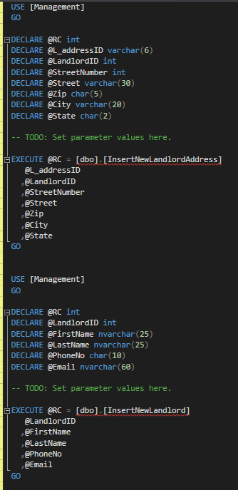 USE [Management]
GO
DECLARE @RC int
DECLARE @L_addressID varchar(6)
DECLARE @LandlordID int
DECLARE @StreetNumber int
DECLARE @Street varchar(30)
DECLARE @Zip char(5)
DECLARE @City varchar(20)
DECLARE @State char(2)
-- TODO: Set parameter values here.
EXECUTE @RC = [dbo].[InsertNewLandlordAddress]
@L_addressID
,@LandlordID
,@StreetNumber
,@Street
,@Zip
,@City
,@State
GO
USE [Management]
GO
DECLARE @RC int
DECLARE @LandlordID int
DECLARE @FirstName nvarchar(25)
DECLARE @LastName nvarchar(25)
DECLARE @PhoneNo char(10)
DECLARE @Email nvarchar(60)
-- TODO: Set parameter values here.
EXECUTE @RC = [dbo].[InsertNewLandlord]
@LandlordID
,@FirstName
,@LastName
,@PhoneNo
,@Email
GO